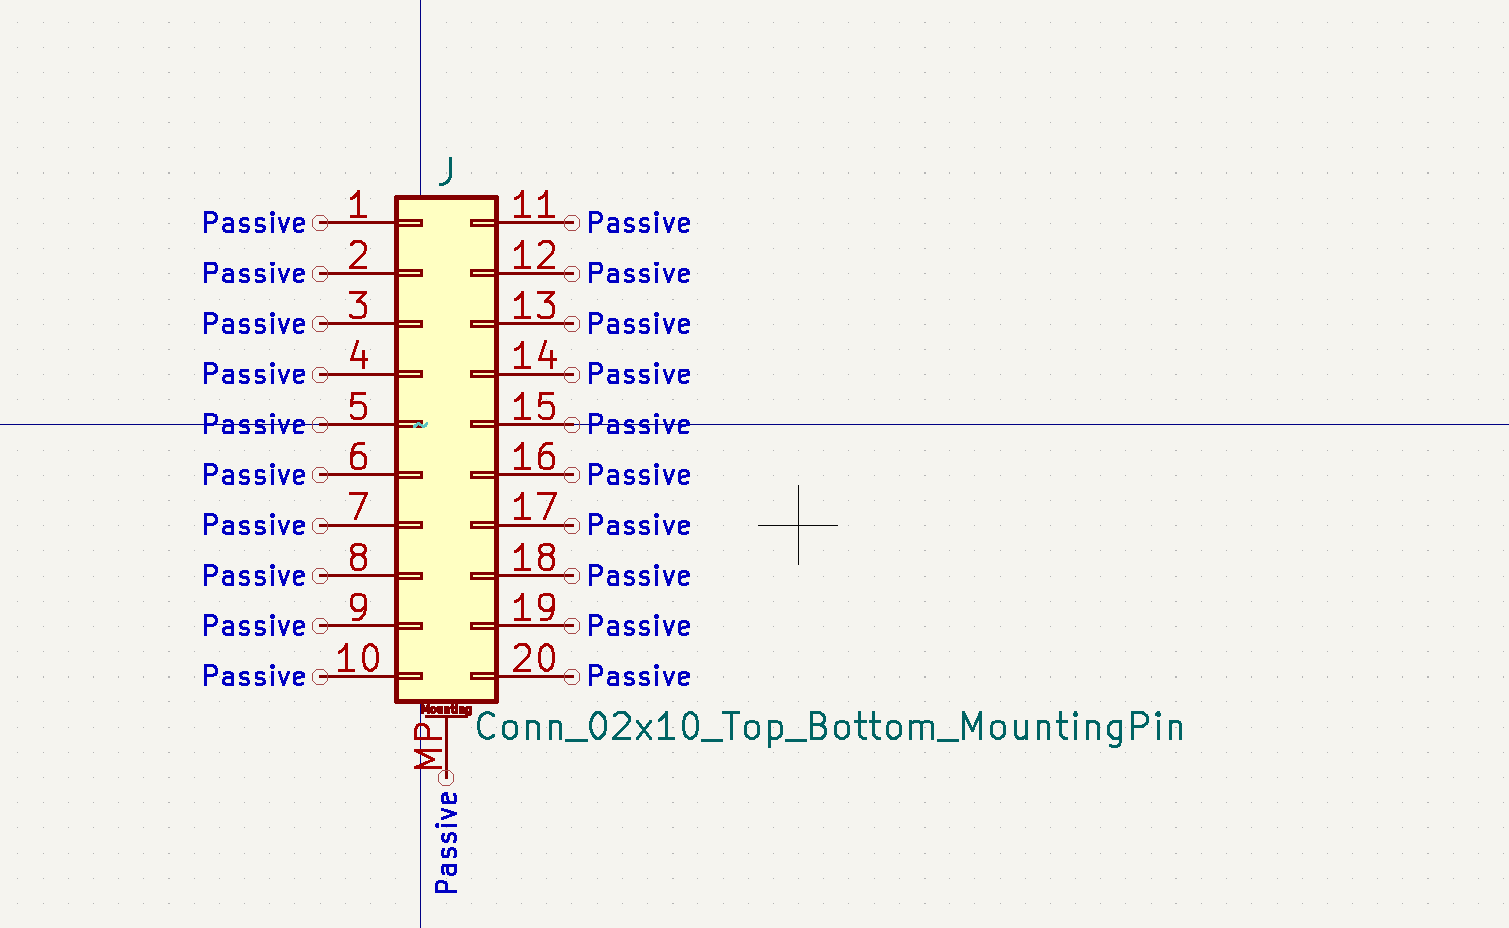 J
1 11
Passive Passive
2 12
Passive Passive
3 13
Passive Passive
4 14
Passive Passive
5 15
Passive Passive
6 16
Passive Passive
7 17
Passive Passive
8 18
Passive Passive
9 19
Passive Passive
10 20
Passive Passive
Mounting
Conn_02x10_Top_Bottom_MountingPin
MP
Passive